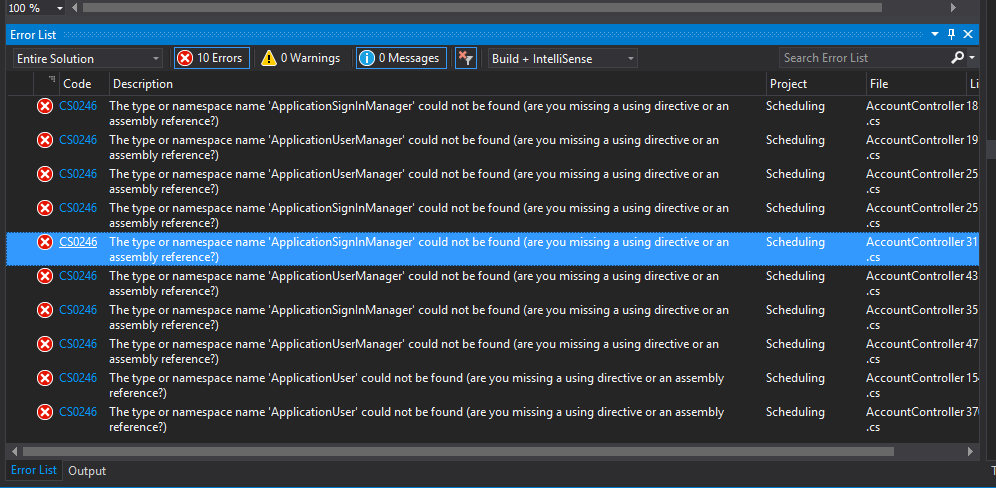 100 %
Error List
Entire Solution 10 Errors 0 Warnings 0 Messages Build + IntelliSense Search Error List
Code Description Project File Li
CS0246 The type or namespace name 'ApplicationSignInManager' could not be found (are you missing a using directive or an Scheduling AccountController 18
assembly reference?) .cs
CS0246 The type or namespace name 'ApplicationUserManager' could not be found (are you missing a using directive or an Scheduling AccountController 19
assembly reference?) .cs
CS0246 The type or namespace name 'ApplicationUserManager' could not be found (are you missing a using directive or an Scheduling AccountController 25
assembly reference?) .cs
CS0246 The type or namespace name 'ApplicationSignInManager' could not be found (are you missing a using directive or an Scheduling AccountController 25
assembly reference?) .cs
CS0246 The type or namespace name 'ApplicationSignInManager' could not be found (are you missing a using directive or an Scheduling AccountController 31
assembly reference?) .cs
CS0246 The type or namespace name 'ApplicationUserManager' could not be found (are you missing a using directive or an Scheduling AccountController 43
assembly reference?) .cs
CS0246 The type or namespace name 'ApplicationSignInManager' could not be found (are you missing a using directive or an Scheduling AccountController 35
assembly reference?) .cs
CS0246 The type or namespace name 'ApplicationUserManager' could not be found (are you missing a using directive or an Scheduling AccountController 47
assembly reference?) .cs
CS0246 The type or namespace name 'ApplicationUser' could not be found (are you missing a using directive or an assembly Scheduling AccountController 15
reference?) .cs
CS0246 The type or namespace name 'ApplicationUser' could not be found (are you missing a using directive or an assembly Scheduling AccountController 37
reference?) .cs
Error List Output